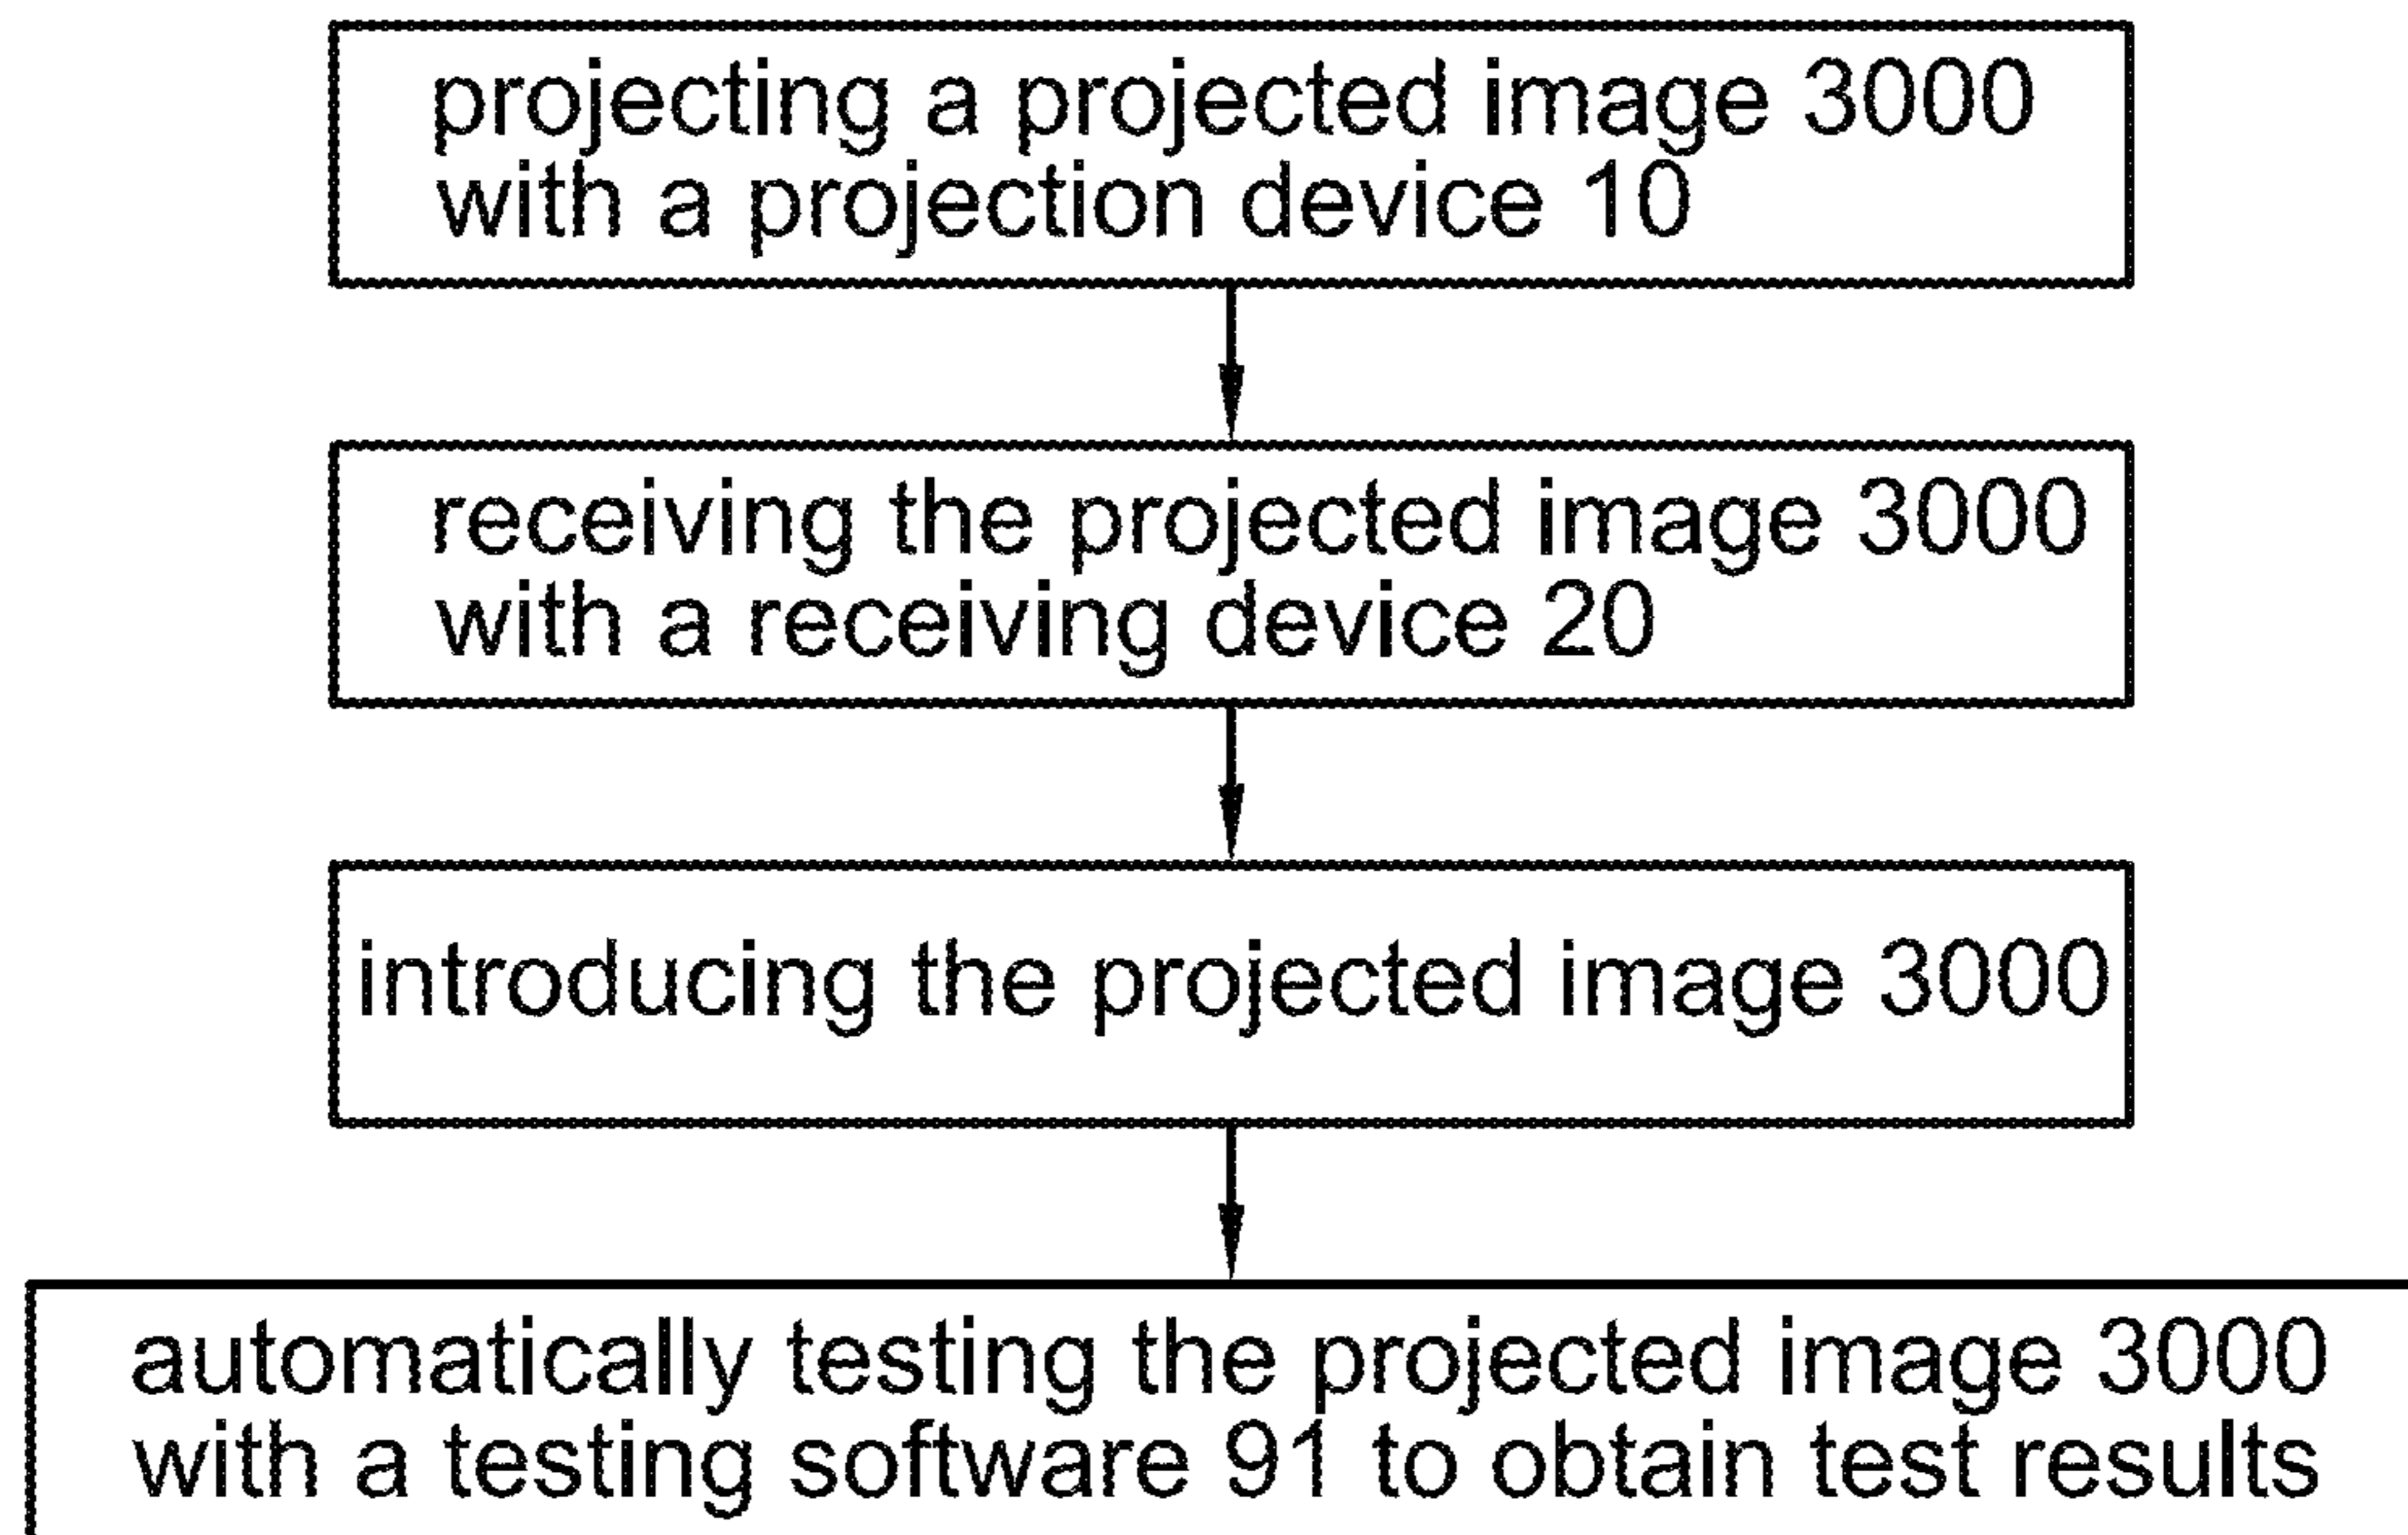 projecting a projected image 3000
with a projection device 10
receiving the projected image 3000
with a receiving device 20
introducing the projected image 3000
automatically testing the projected image 3000
with a testing software 91 to obtain test results